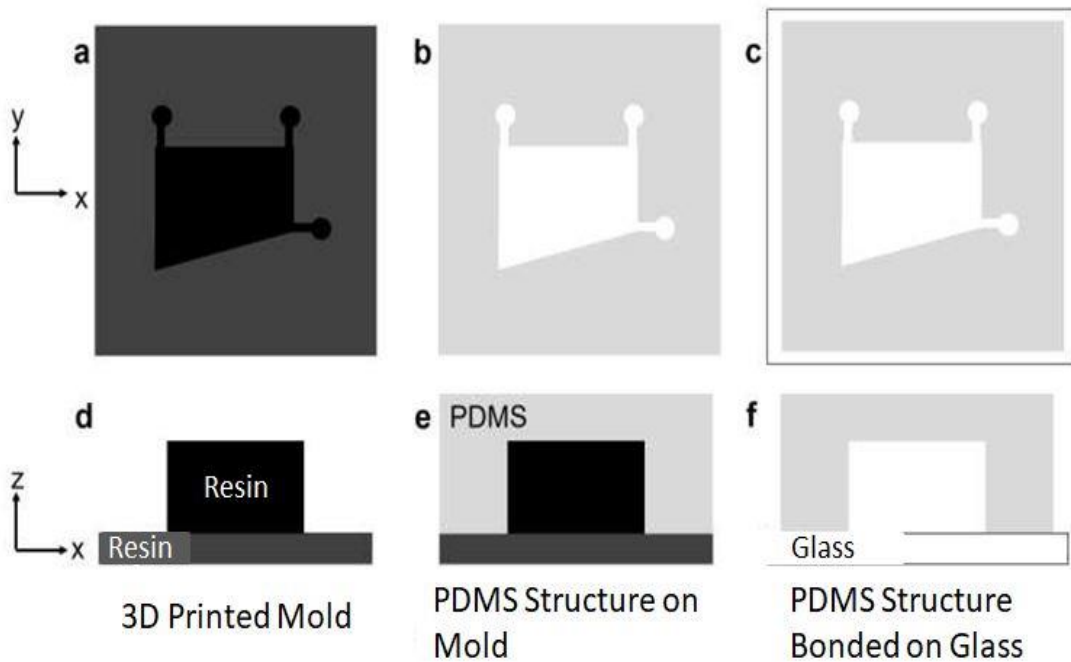 a
b
c
y
x
d
e
PDMS
f
z
Resin
x
Resin
Glass
3D Printed Mold
PDMS Structure on
Mold
PDMS Structure
Bonded on Glass